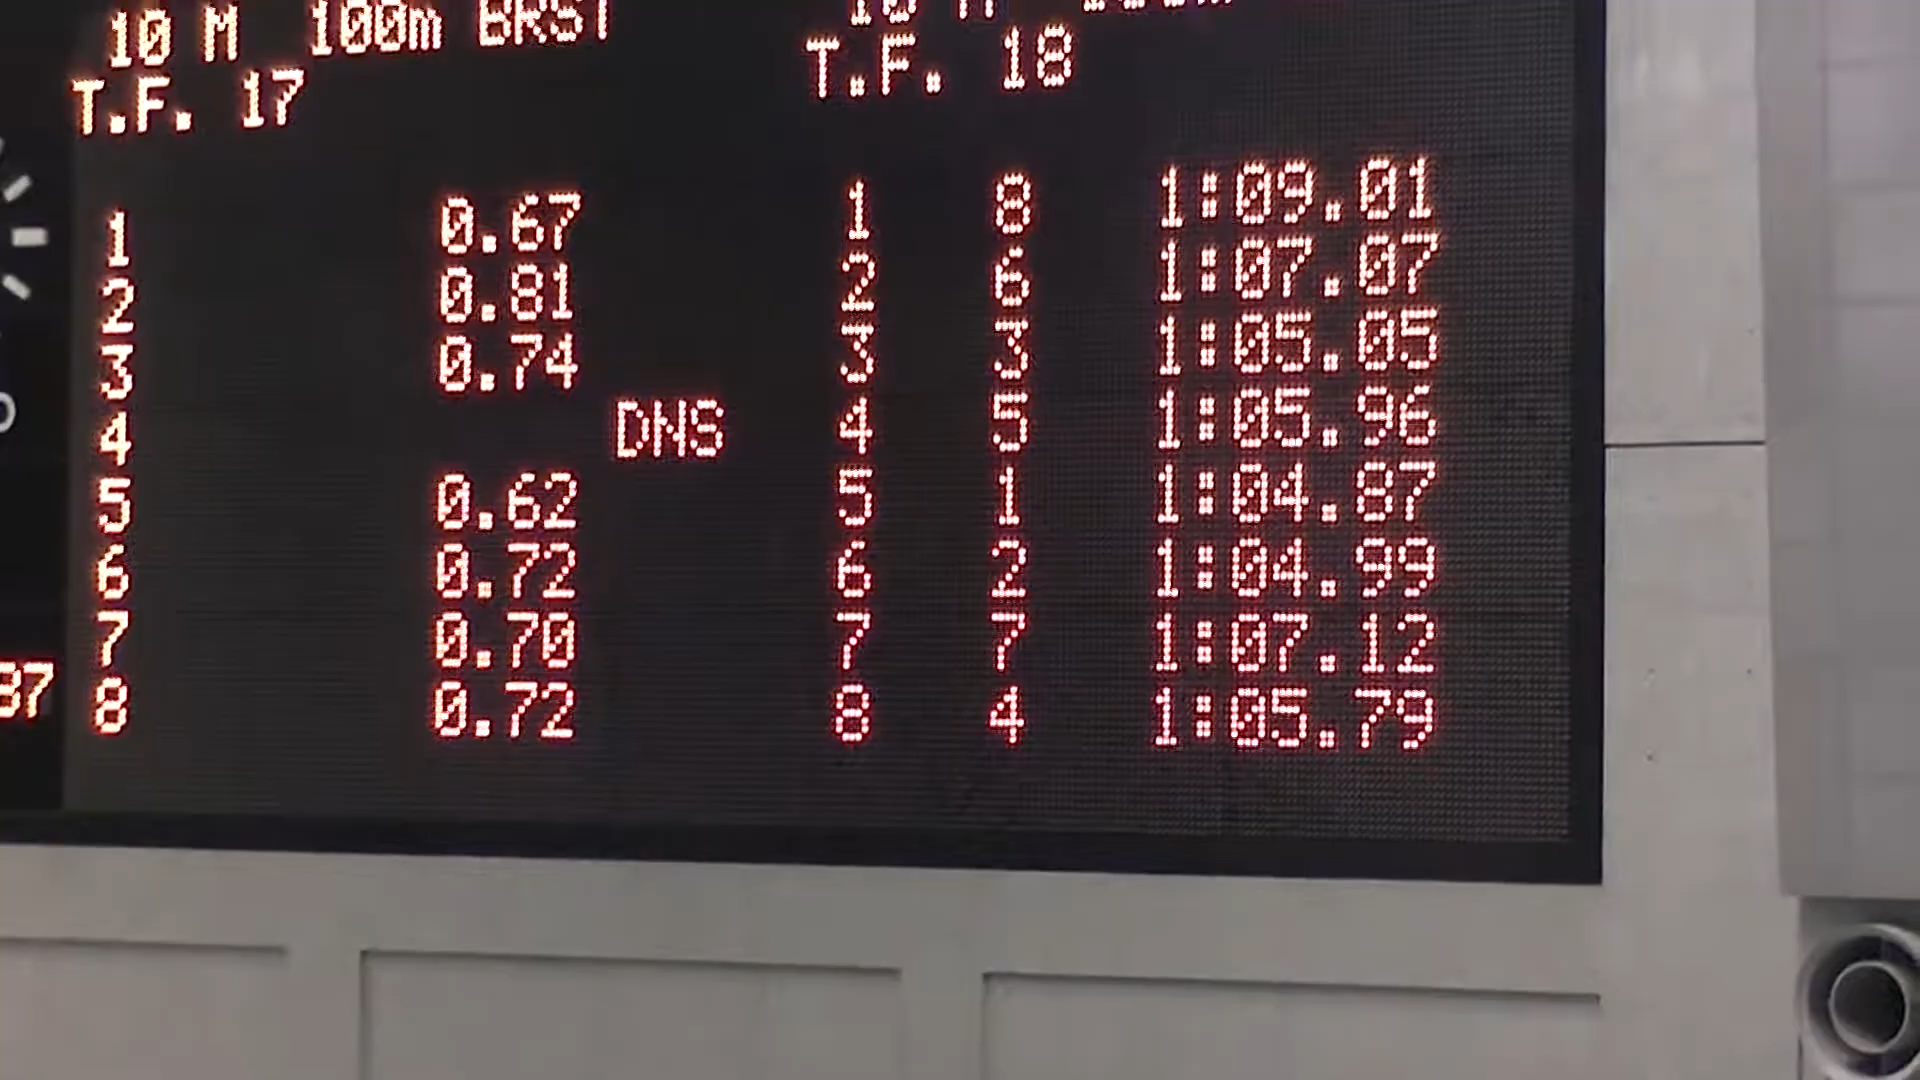 10 M 100m BRST
T.F. 17
1 0.67
2 0.81
3 0.74
4 DNS
5 0.62
6 0.72
7 0.70
8 0.72
10 M
T.F. 18
1 8 1:09.01
2 6 1:07.07
3 3 1:05.05
4 5 1:05.96
5 1 1:04.87
6 2 1:04.99
7 7 1:07.12
8 4 1:05.79
37